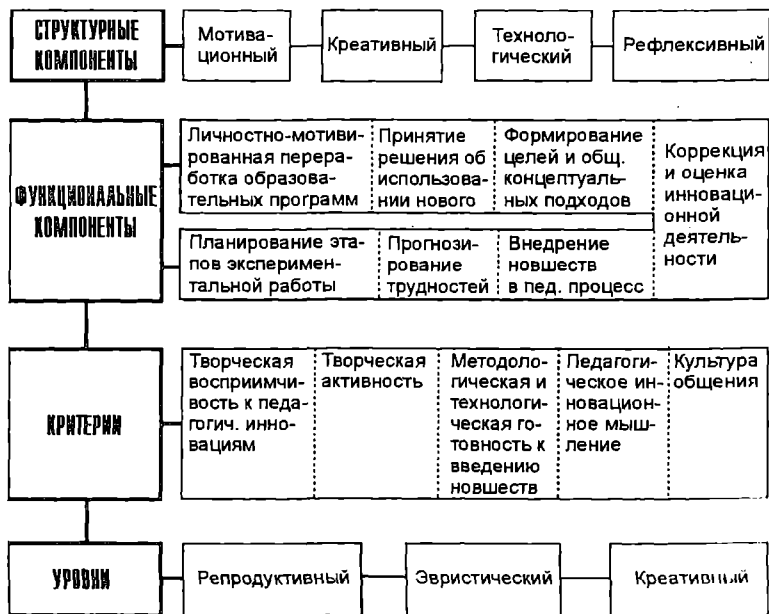 СТРУКТУРНЫЕ
КОМПОНЕНТЫ
Мотива-
ционный
Креативный
Техноло-
гический
Рефлексивный
ФУНКЦИОНАЛЬНЫЕ
КОМПОНЕНТЫ
Личностно-мотиви-
рованная перера-
ботка образова-
тельных программ
Принятие
решения об
использова-
нии нового
Формирование
целей и общ.
концептуаль-
ных подходов
Коррекция
и оценка
инноваци-
онной
деятель-
ности
Планирование эта-
пов эксперимен-
тальной работы
Прогнози-
рование
трудностей
Внедрение
новшеств
в пед. процесс
КРИТЕРИИ
Творческая
восприимчи-
вость к педа-
гогич. инно-
вациям
Творческая
активность
Методоло-
гическая и
технологи-
ческая го-
товность к
введению
новшеств
Педагоги-
ческое ин-
новацион-
ное мыш-
ление
Культура
общения
УРОВНИ
Репродуктивный
Эвристический
Креативный